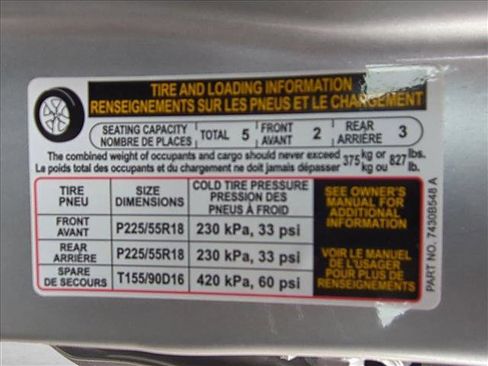 TIRE AND LOADING INFORMATION
RENSEIGNEMENTS SUR LES PNEUS ET LE CHARGEMENT
SEATING CAPACITY
NOMBRE DE PLACES
TOTAL 5
FRONT
AVANT
2
REAR
ARRIÈRE
3
The combined weight of occupants and cargo should never exceed 375 kg or 827 lbs.
Le poids total des occupants et du chargement ne doit jamais dépasser kg ou lb.
TIRE
PNEU
SIZE
DIMENSIONS
COLD TIRE PRESSURE
PRESSION DES
PNEUS À FROID
FRONT
AVANT
P225/55R18
230 kPa, 33 psi
REAR
ARRIÈRE
P225/55R18
230 kPa, 33 psi
SPARE
DE SECOURS
T155/90D16
420 kPa, 60 psi
SEE OWNER'S
MANUAL FOR
ADDITIONAL
INFORMATION
VOIR LE MANUEL
DE L'USAGER
POUR PLUS DE
RENSEIGNEMENTS
PART NO. 7430B548 A